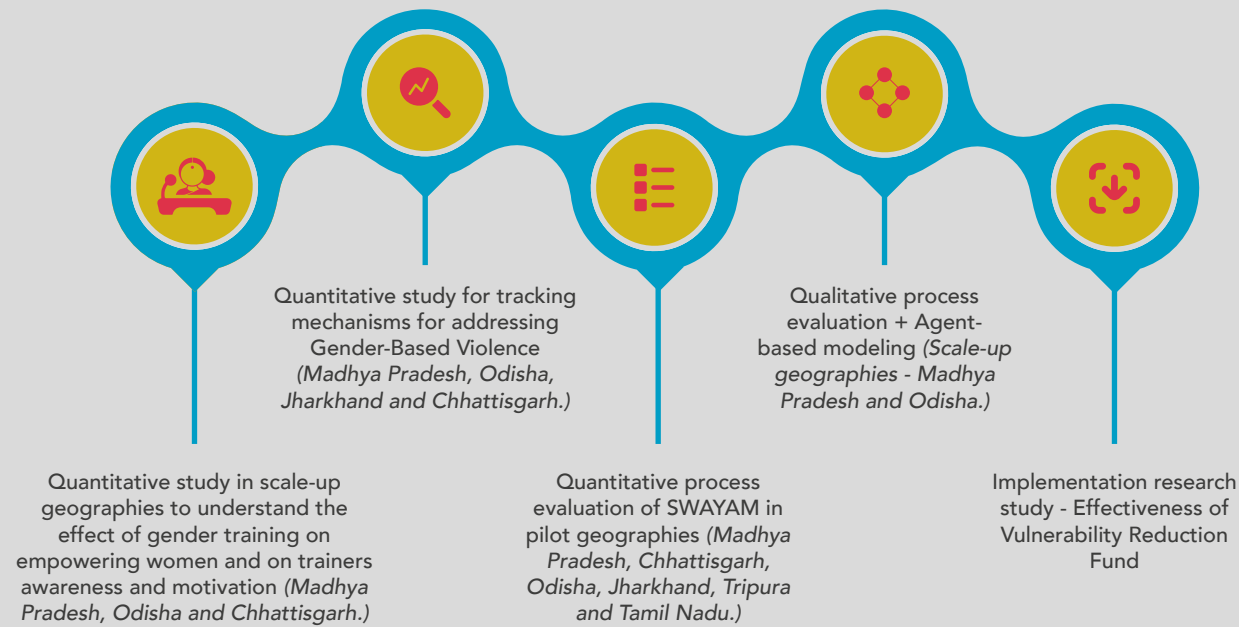 Quantitative study in scale-up
geographies to understand the
effect of gender training on
empowering women and on trainers
awareness and motivation (Madhya
Pradesh, Odisha and Chhattisgarh.)
Quantitative study for tracking
mechanisms for addressing
Gender-Based Violence
(Madhya Pradesh, Odisha,
Jharkhand and Chhattisgarh.)
Quantitative process
evaluation of SWAYAM in
pilot geographies (Madhya
Pradesh, Chhattisgarh,
Odisha, Jharkhand, Tripura
and Tamil Nadu.)
Qualitative process
evaluation + Agent-
based modeling (Scale-up
geographies - Madhya
Pradesh and Odisha.)
Implementation research
study - Effectiveness of
Vulnerability Reduction
Fund